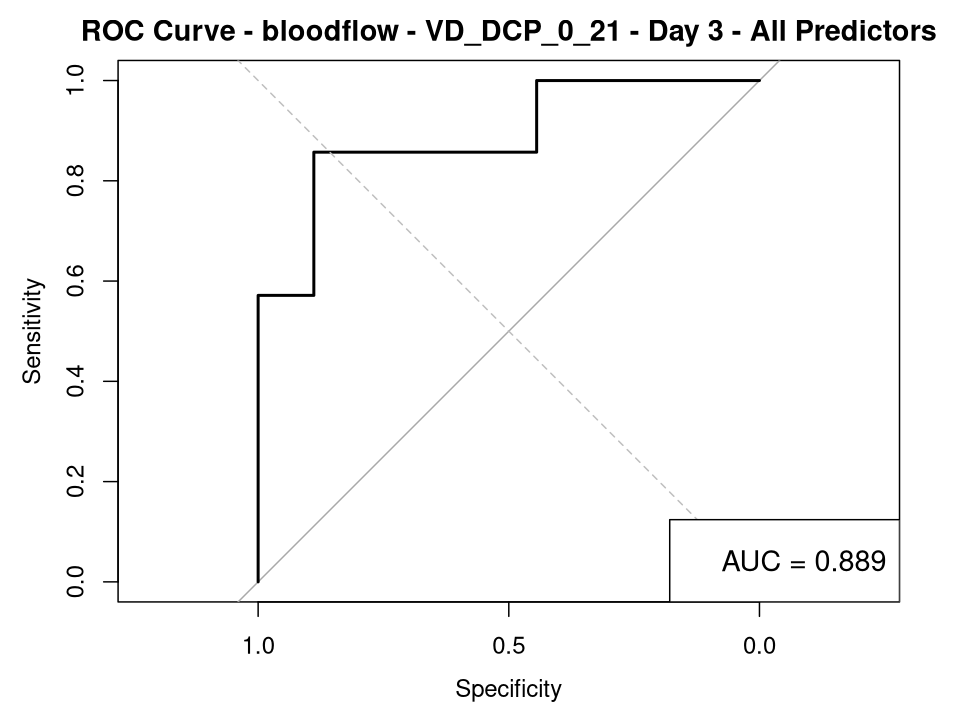 ROC Curve - bloodflow - VD_DCP_0_21 - Day 3 - All Predictors
Sensitivity
1.0
0.8
0.6
0.4
0.2
0.0
AUC = 0.889
1.0 0.5 0.0
Specificity